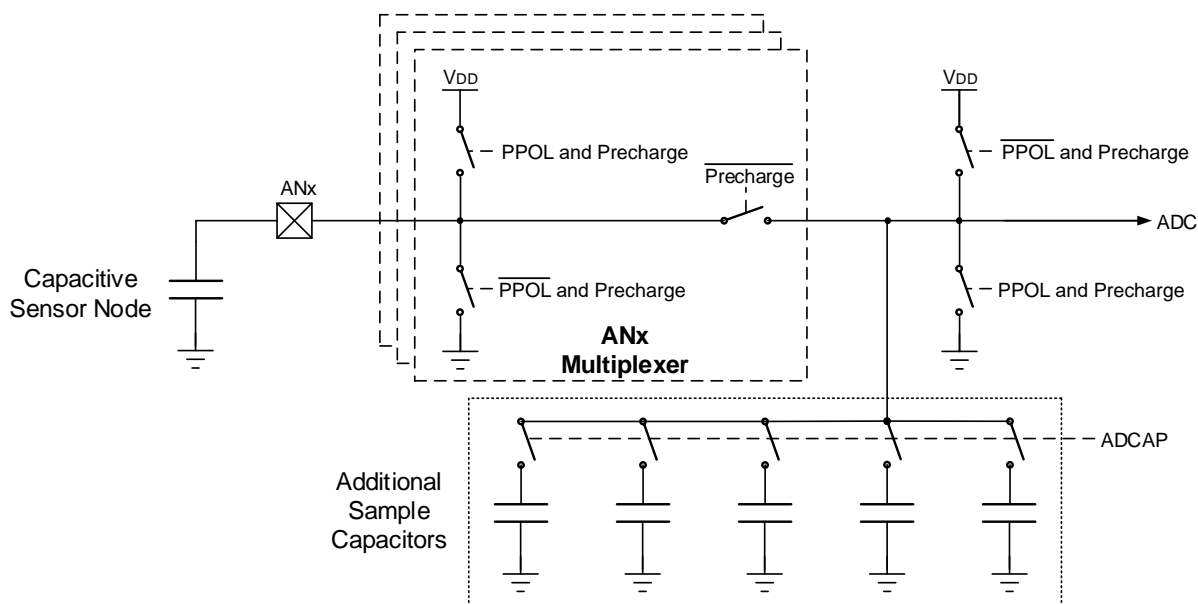 VDD
VDD
PPOL and Precharge
Precharge
PPOL and Precharge
ANx
ADC
Capacitive
Sensor Node
PPOL and Precharge
PPOL and Precharge
ANx
Multiplexer
ADCAP
Additional
Sample
Capacitors